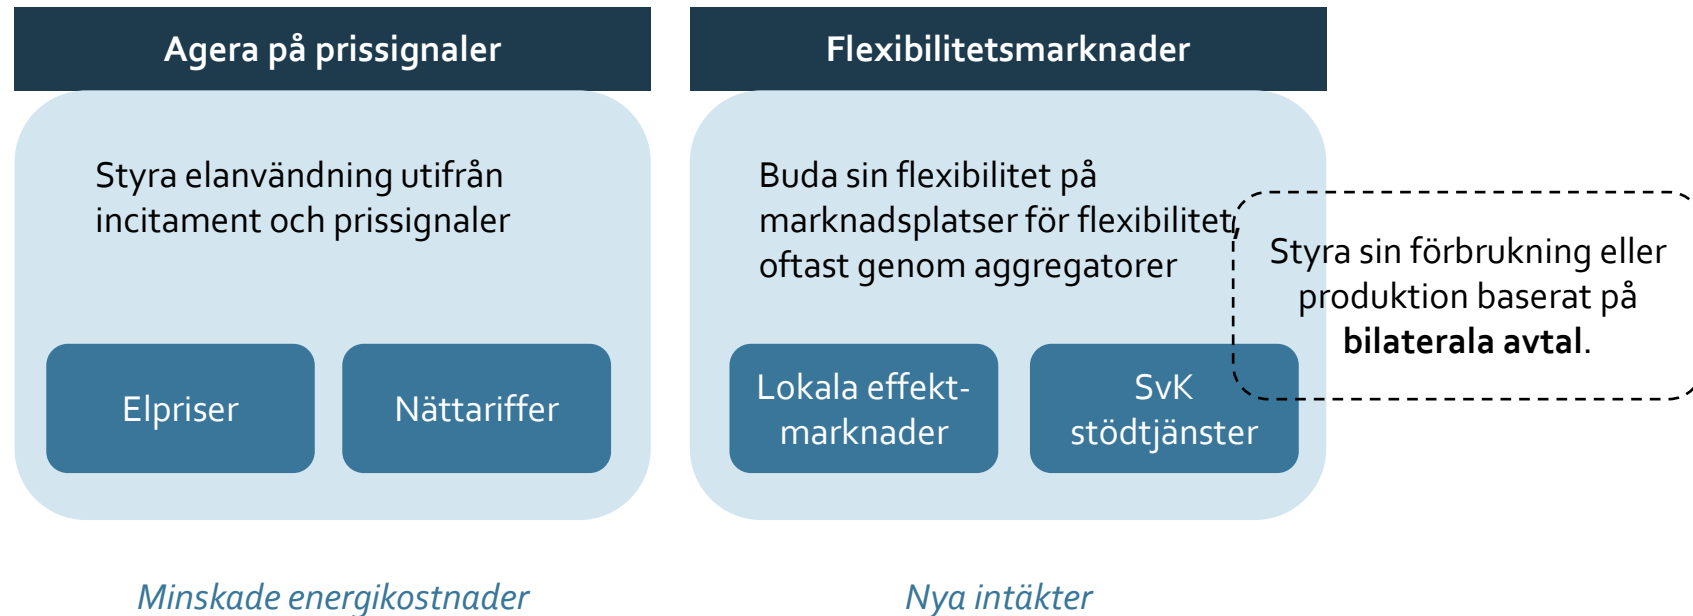 Agera på prissignaler
Styra elanvändning utifrån
incitament och prissignaler
Elpriser
Nättariffer
Minskade energikostnader
Flexibilitetsmarknader
Buda sin flexibilitet på
marknadsplatser för flexibilitet,
oftast genom aggregatorer
Lokala effekt-
marknader
SvK
stödtjänster
Nya intäkter
Styra sin förbrukning eller
produktion baserat på
bilaterala avtal.